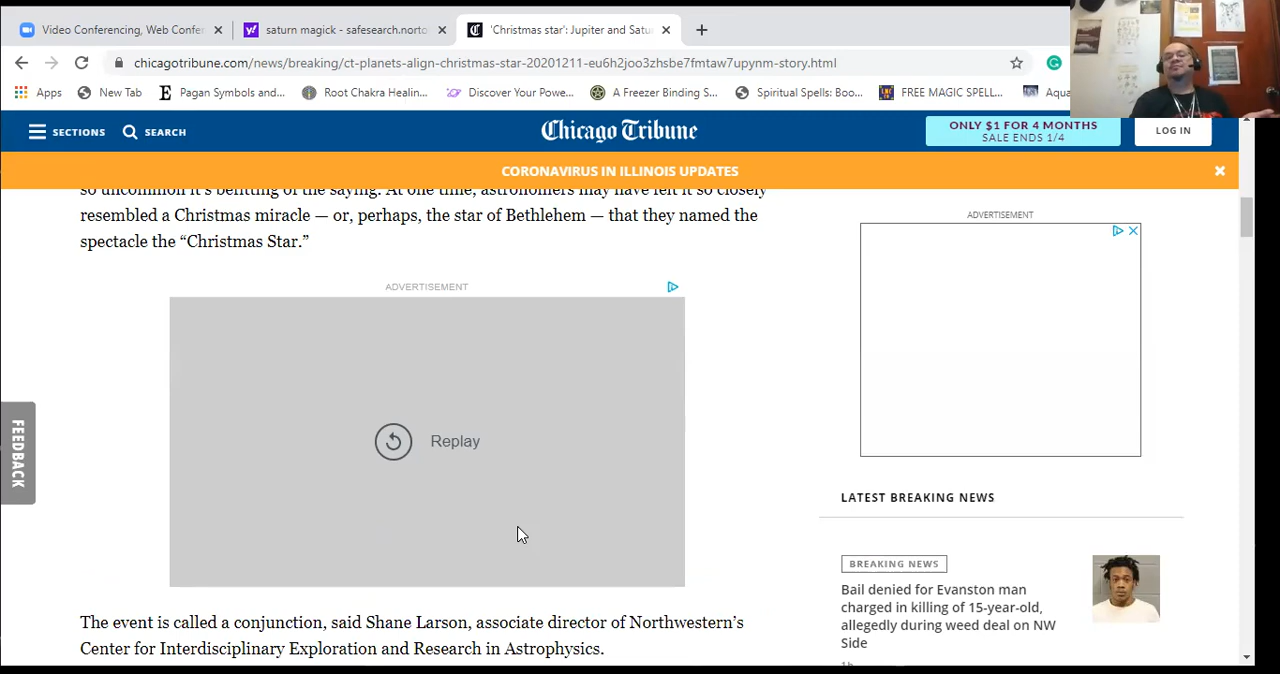 Video Conferencing, Web Confe
saturn magick - safesearch.norto
'Christmas star': Jupiter and Satu
chicagotribune.com/news/breaking/ct-planets-align-christmas-star-20201211-eu6h2joo3zhsbe7fmtaw7upynm-story.html
Apps
New Tab
Pagan Symbols and...
Root Chakra Healin...
Discover Your Powe...
A Freezer Binding S...
Spiritual Spells: Boo...
FREE MAGIC SPELL...
Aqua
SECTIONS
SEARCH
Chicago Tribune
ONLY $1 FOR 4 MONTHS
SALE ENDS 1/4
LOG IN
CORONAVIRUS IN ILLINOIS UPDATES
so uncommon it's befitting of the saying. At one time, astronomers may have felt it so closely
resembled a Christmas miracle — or, perhaps, the star of Bethlehem — that they named the
spectacle the “Christmas Star.”
ADVERTISEMENT
Replay
The event is called a conjunction, said Shane Larson, associate director of Northwestern’s
Center for Interdisciplinary Exploration and Research in Astrophysics.
ADVERTISEMENT
LATEST BREAKING NEWS
BREAKING NEWS
Bail denied for Evanston man
charged in killing of 15-year-old,
allegedly during weed deal on NW
Side
1h
FEEDBACK